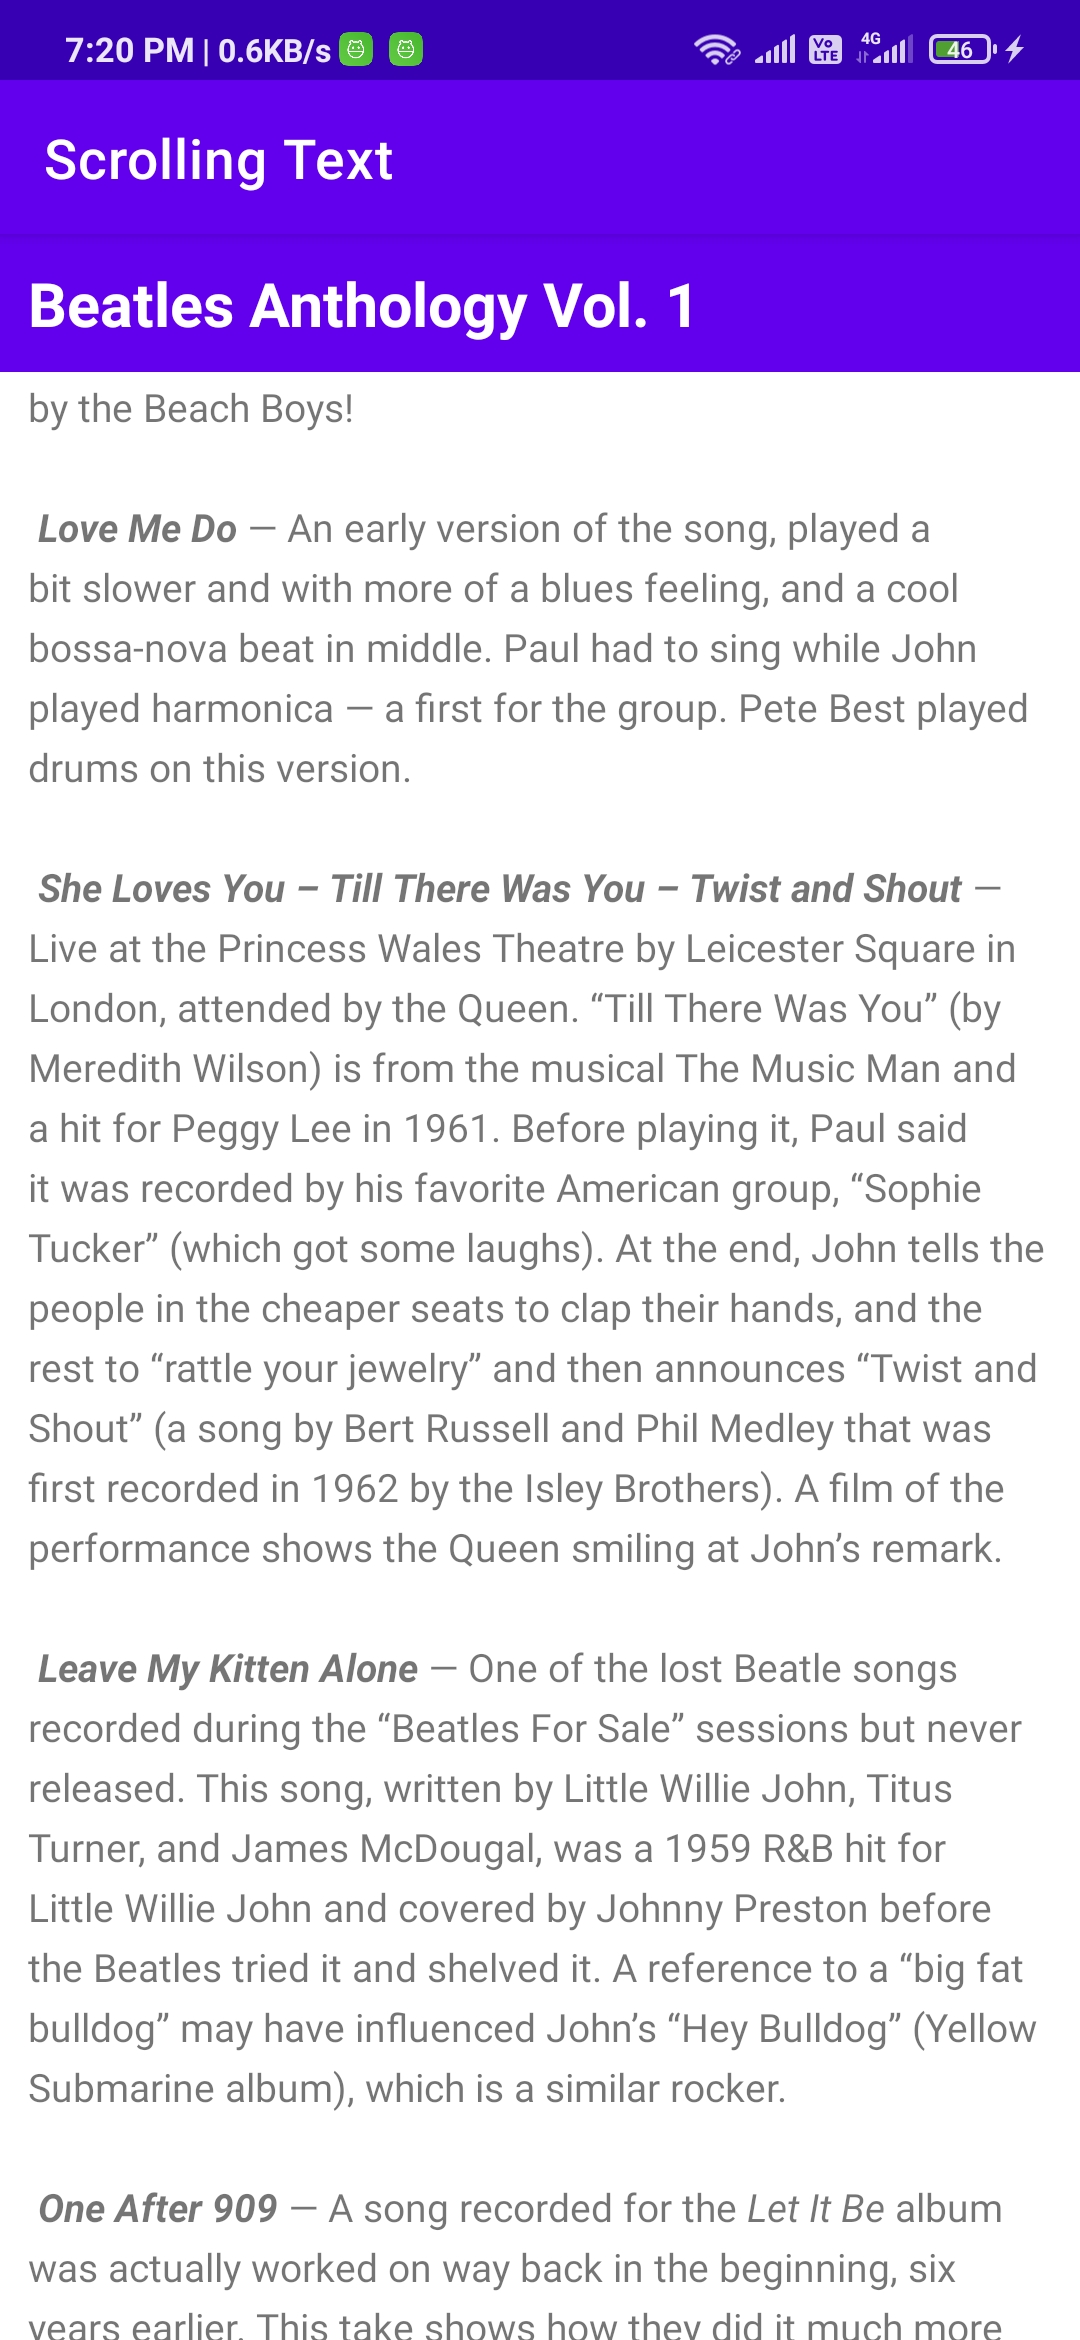 7:20 PM | 0.6KB/s Vo LTE 4G 46
Scrolling Text
Beatles Anthology Vol. 1
by the Beach Boys!
Love Me Do — An early version of the song, played a
bit slower and with more of a blues feeling, and a cool
bossa-nova beat in middle. Paul had to sing while John
played harmonica — a first for the group. Pete Best played
drums on this version.
She Loves You – Till There Was You – Twist and Shout —
Live at the Princess Wales Theatre by Leicester Square in
London, attended by the Queen. “Till There Was You” (by
Meredith Wilson) is from the musical The Music Man and
a hit for Peggy Lee in 1961. Before playing it, Paul said
it was recorded by his favorite American group, “Sophie
Tucker” (which got some laughs). At the end, John tells the
people in the cheaper seats to clap their hands, and the
rest to “rattle your jewelry” and then announces “Twist and
Shout” (a song by Bert Russell and Phil Medley that was
first recorded in 1962 by the Isley Brothers). A film of the
performance shows the Queen smiling at John’s remark.
Leave My Kitten Alone — One of the lost Beatle songs
recorded during the “Beatles For Sale” sessions but never
released. This song, written by Little Willie John, Titus
Turner, and James McDougal, was a 1959 R&B hit for
Little Willie John and covered by Johnny Preston before
the Beatles tried it and shelved it. A reference to a “big fat
bulldog” may have influenced John’s “Hey Bulldog” (Yellow
Submarine album), which is a similar rocker.
One After 909 — A song recorded for the Let It Be album
was actually worked on way back in the beginning, six
years earlier. This take shows how they did it much more